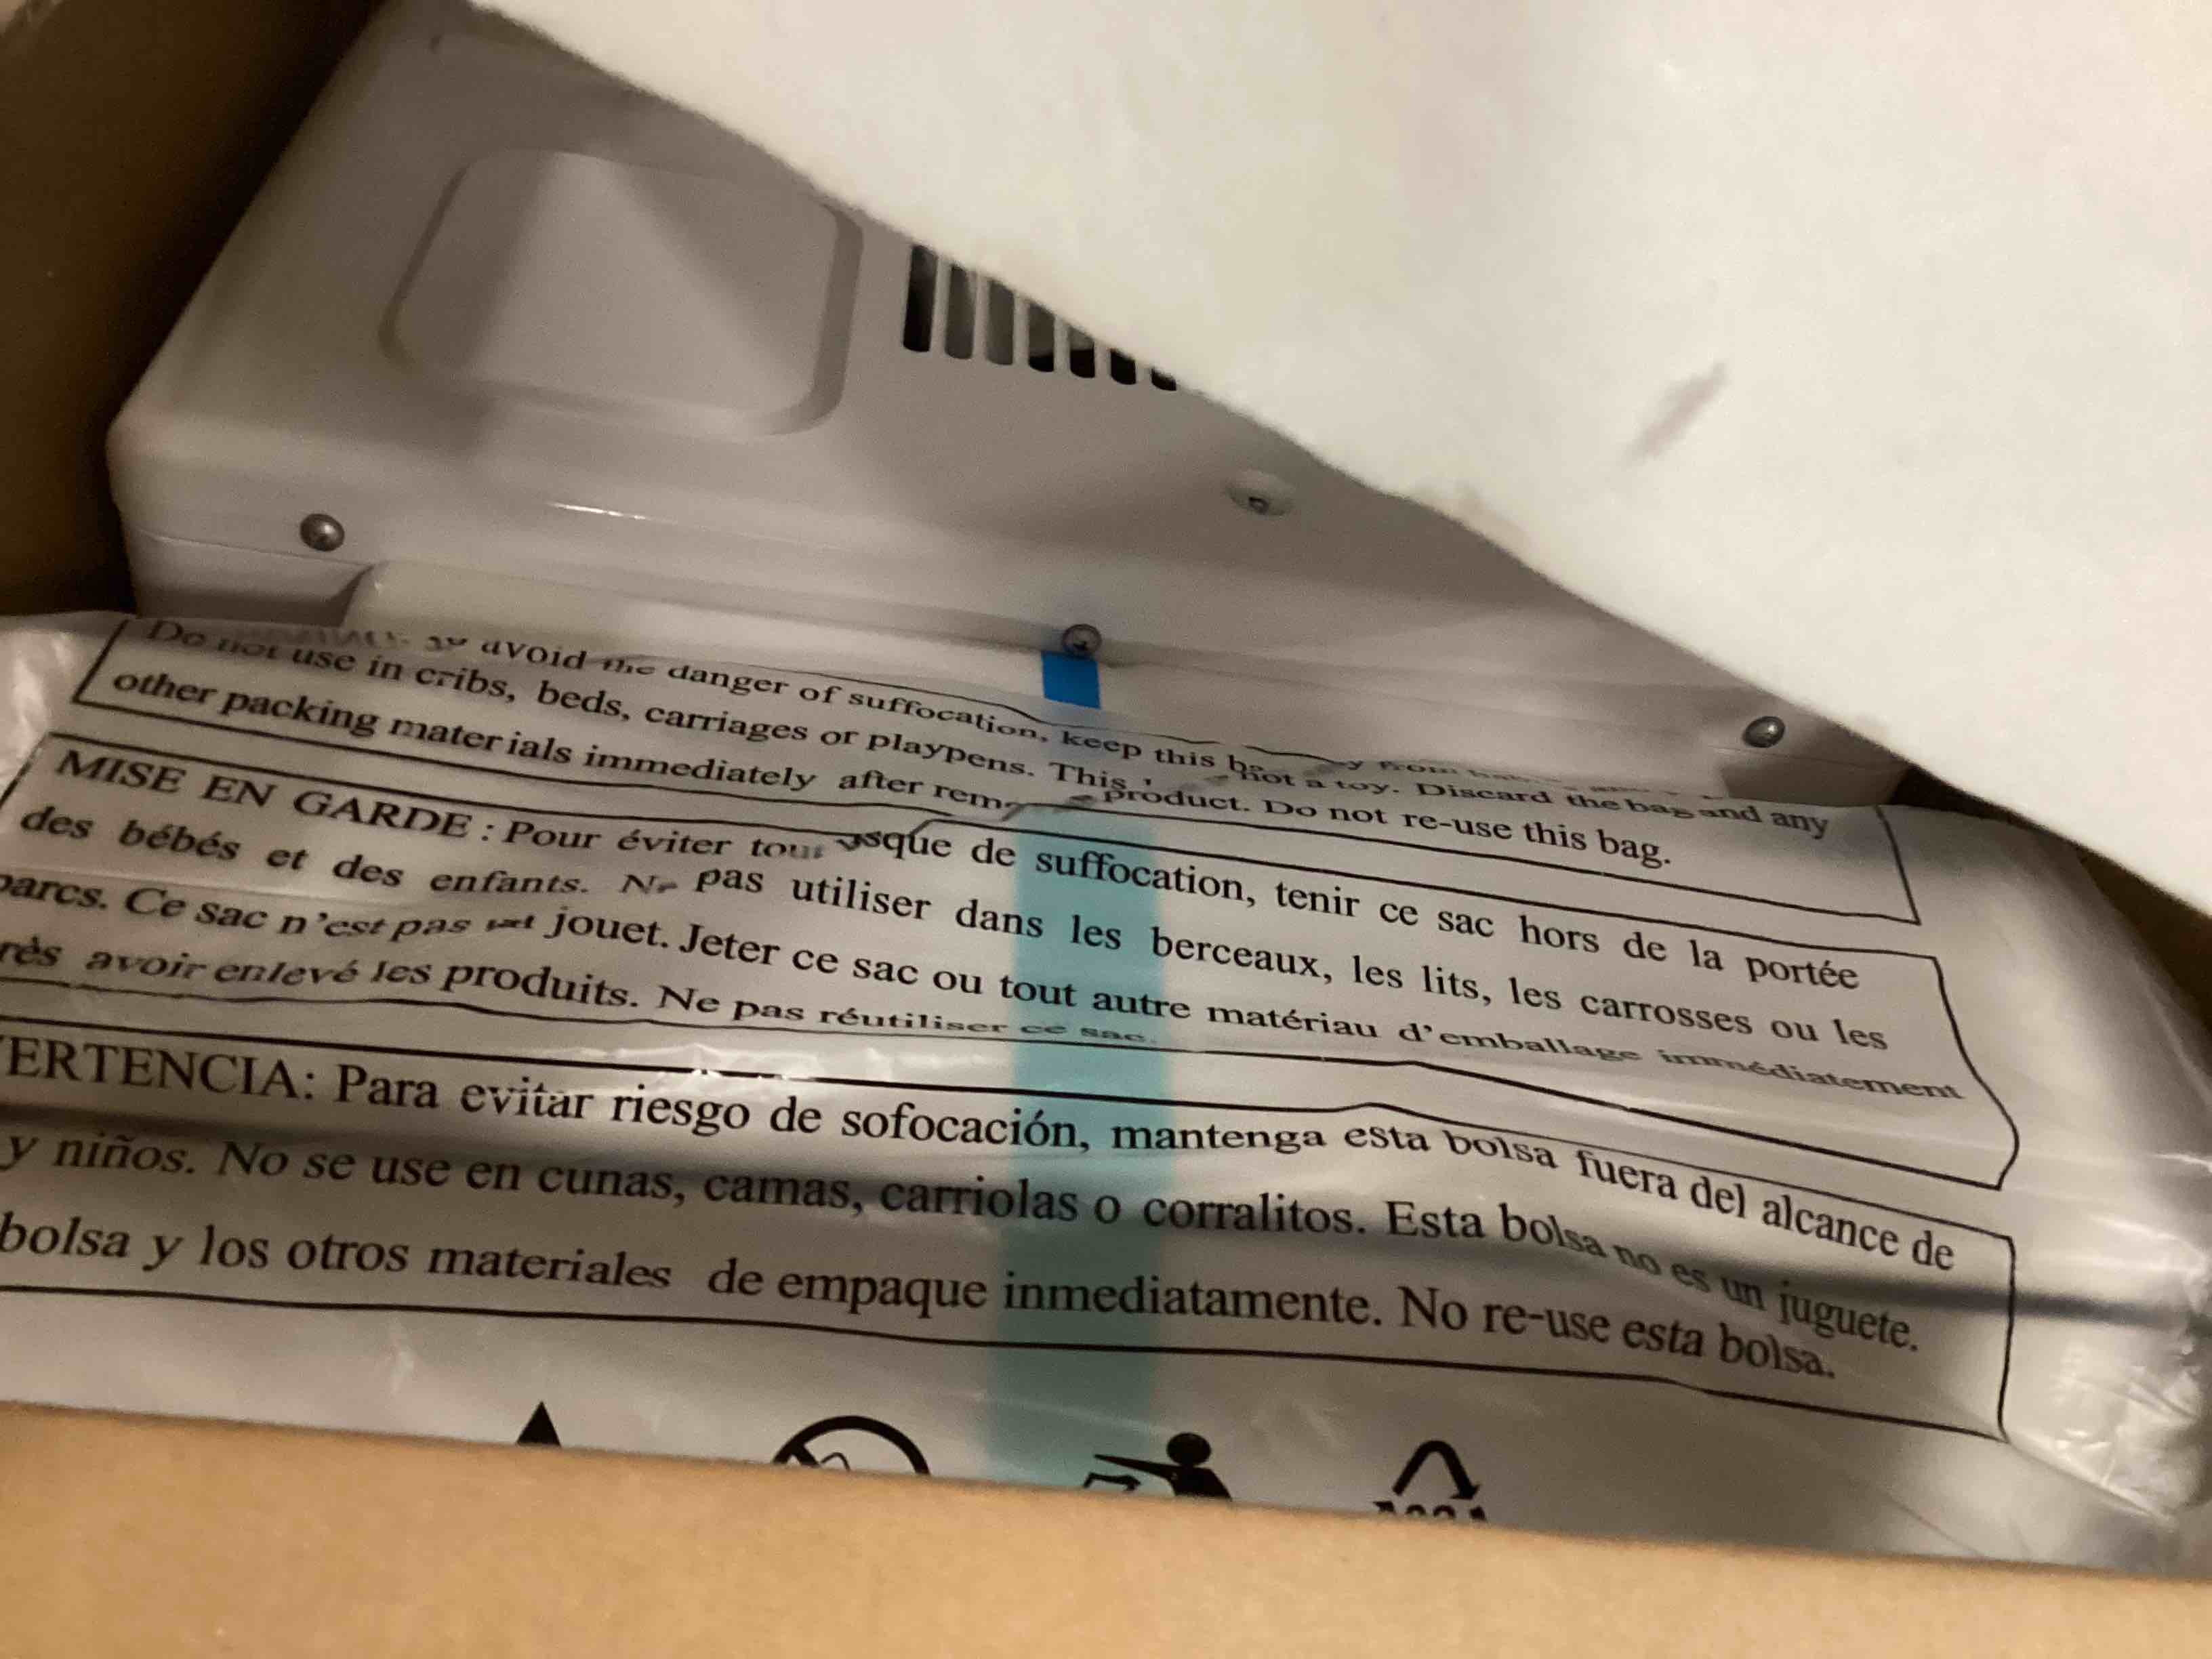 avoid the danger of suffocation, keep this
Do not use in cribs, beds, carriages or playpens. This not a toy. Discard the bag and any
other packing materials immediately after product. Do not re-use this bag.
MISE EN GARDE : Pour éviter tout de suffocation, tenir ce sac hors de la portée
des bébés et des enfants. Ne pas utiliser dans les berceaux, les lits, les carrosses ou les
parcs. Ce sac n'est pas jouet. Jeter ce sac ou tout autre matériau d'emballage immédiatement
avoir enlevé les produits. Ne pas réutiliser ce sac.
ERTENCIA: Para evitar riesgo de sofocación, mantenga esta bolsa fuera del alcance de
y niños. No se use en cunas, camas, carriolas o corralitos. Esta bolsa no es un juguete.
bolsa y los otros materiales de empaque inmediatamente. No re-use esta bolsa.